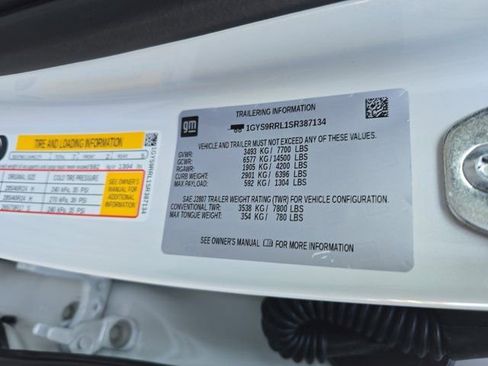 TIRE AND LOADING INFORMATION
SEE OWNER'S
MANUAL FOR
ADDITIONAL
INFORMATION
1GYS9RRL1SR387134
gm
TRAILERING INFORMATION
1GYS9RRL1SR387134
VEHICLE AND TRAILER MUST NOT EXCEED ANY OF THESE WEIGHTS.
GVWR: 3493 KG / 7700 LBS
GCWR: 6577 KG / 14500 LBS
RGAWR: 1905 KG / 4200 LBS
CURB WEIGHT: 2901 KG / 6396 LBS
MAX PAYLOAD: 592 KG / 1304 LBS
SAE J2807 TRAILER WEIGHT RATING (TWR) FOR VEHICLE CONFIGURATION.
CONVENTIONAL TWR: 3538 KG / 7800 LBS
MAX TONGUE WEIGHT: 354 KG / 780 LBS
SEE OWNER'S MANUAL FOR MORE INFORMATION